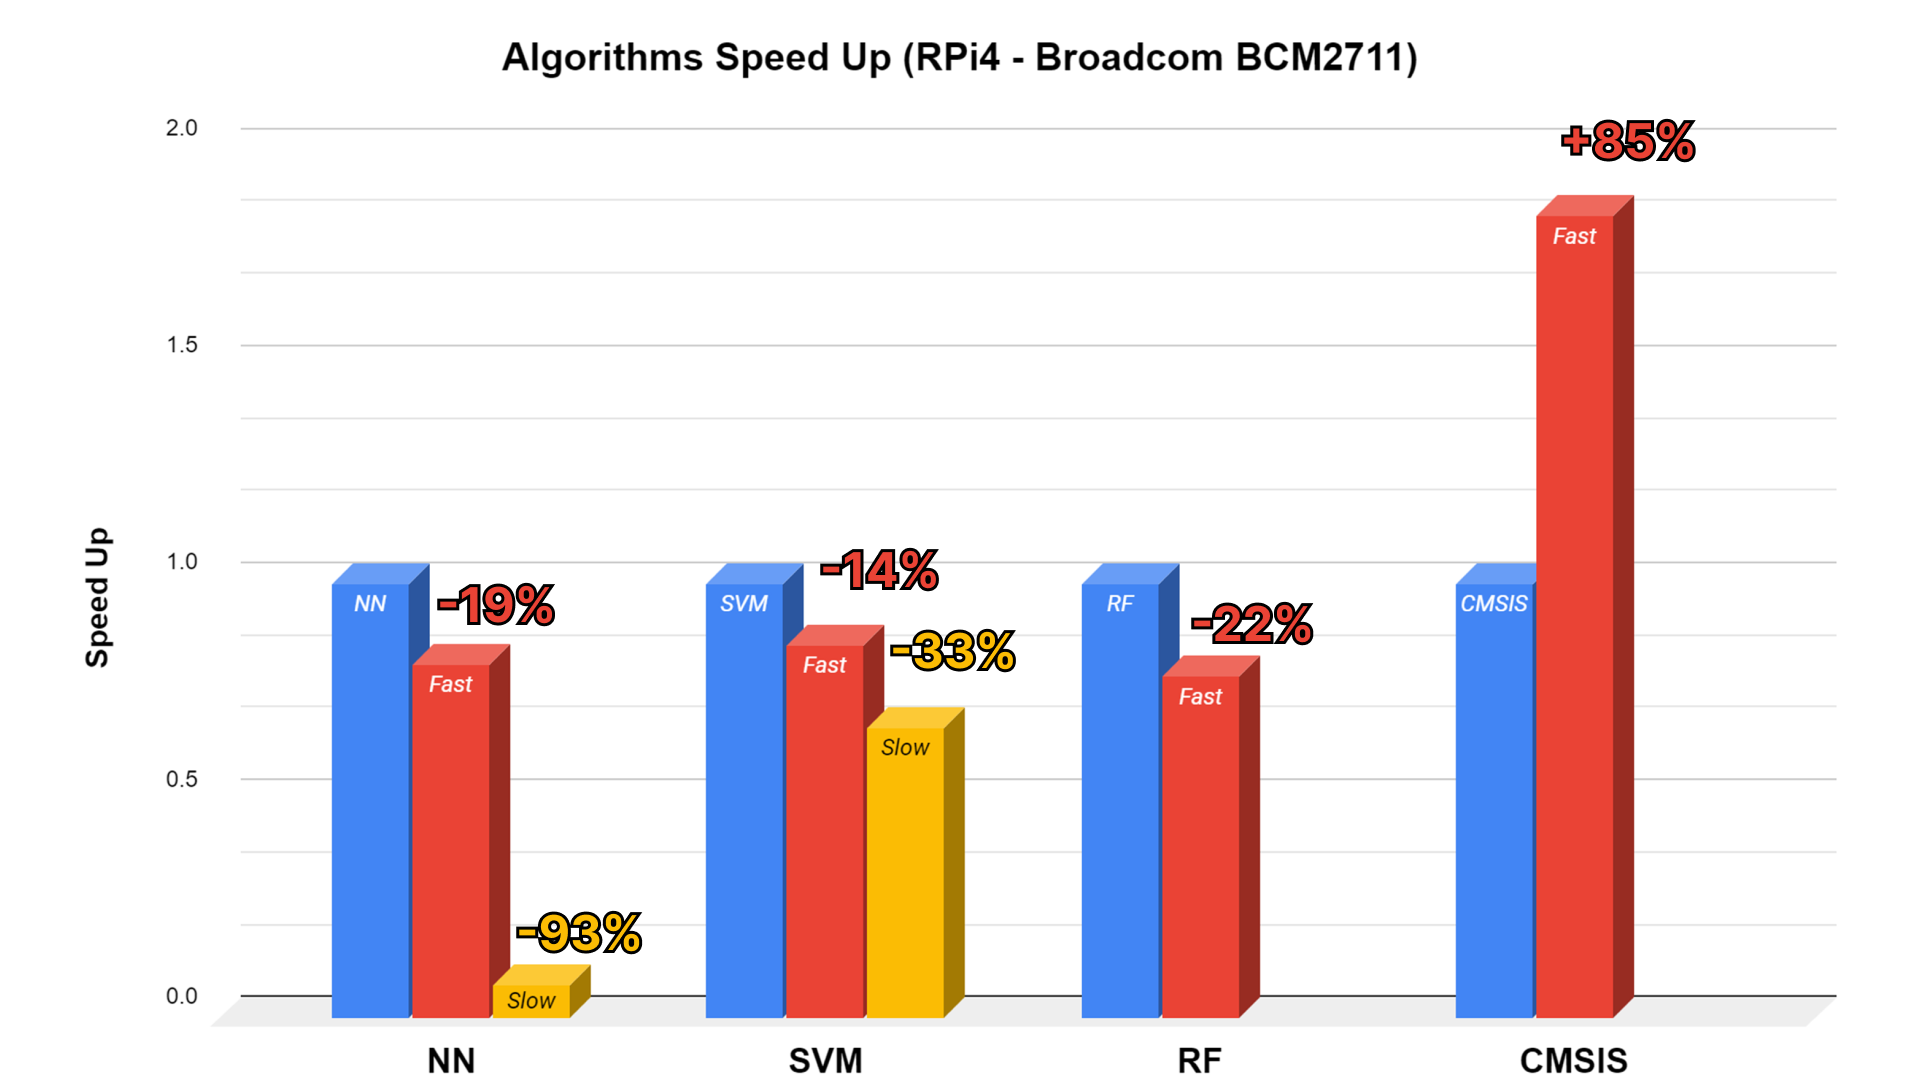 Algorithms Speed Up (RPi4 - Broadcom BCM2711)
Speed Up
2.0
1.5
1.0
0.5
0.0
NN
Fast
Slow
-19%
-93%
SVM
Fast
Slow
-14%
-33%
RF
Fast
-22%
CMSIS
Fast
+85%
NN
SVM
RF
CMSIS